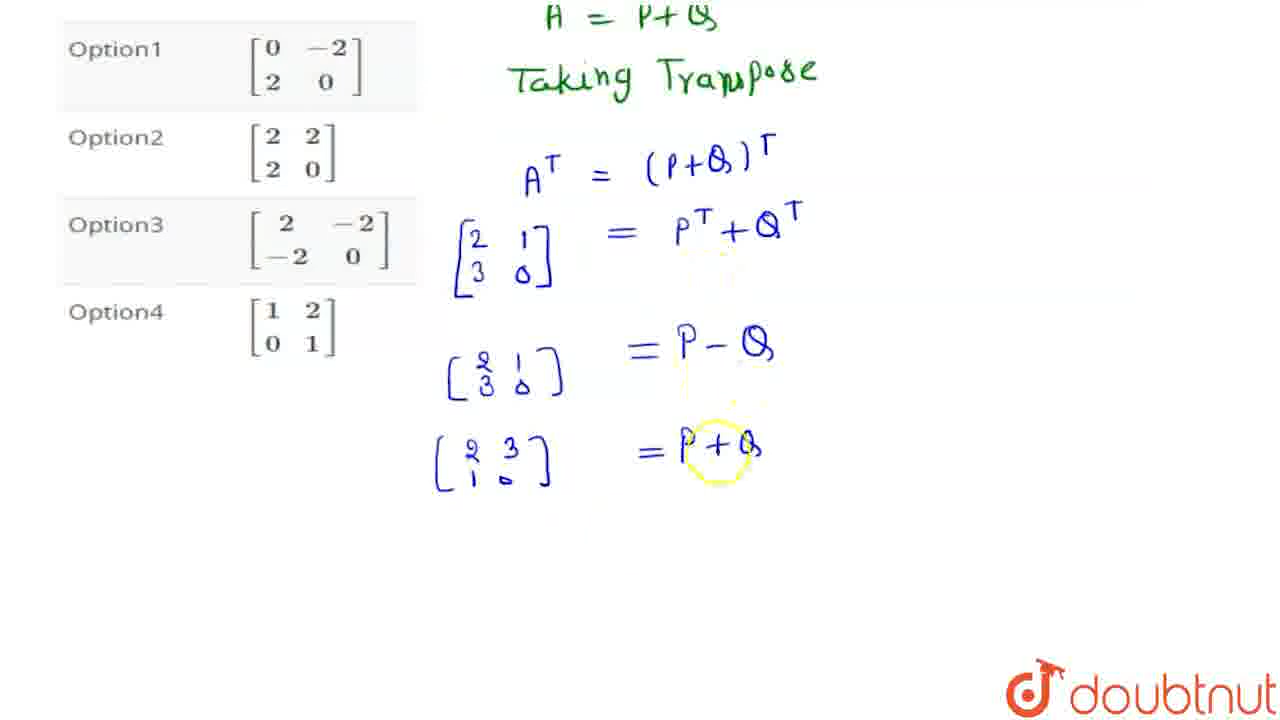 A = P+Q
Option1 [0 −2
2 0]
Taking Transpose
Option2 [2 2
2 0]
A^T = (P+Q)^T
Option3 [2 −2
−2 0]
[2 1
3 0] = P^T + Q^T
Option4 [1 2
0 1]
[2 1
3 0] = P − Q
[2 3
1 0] = P + Q
doubtnut